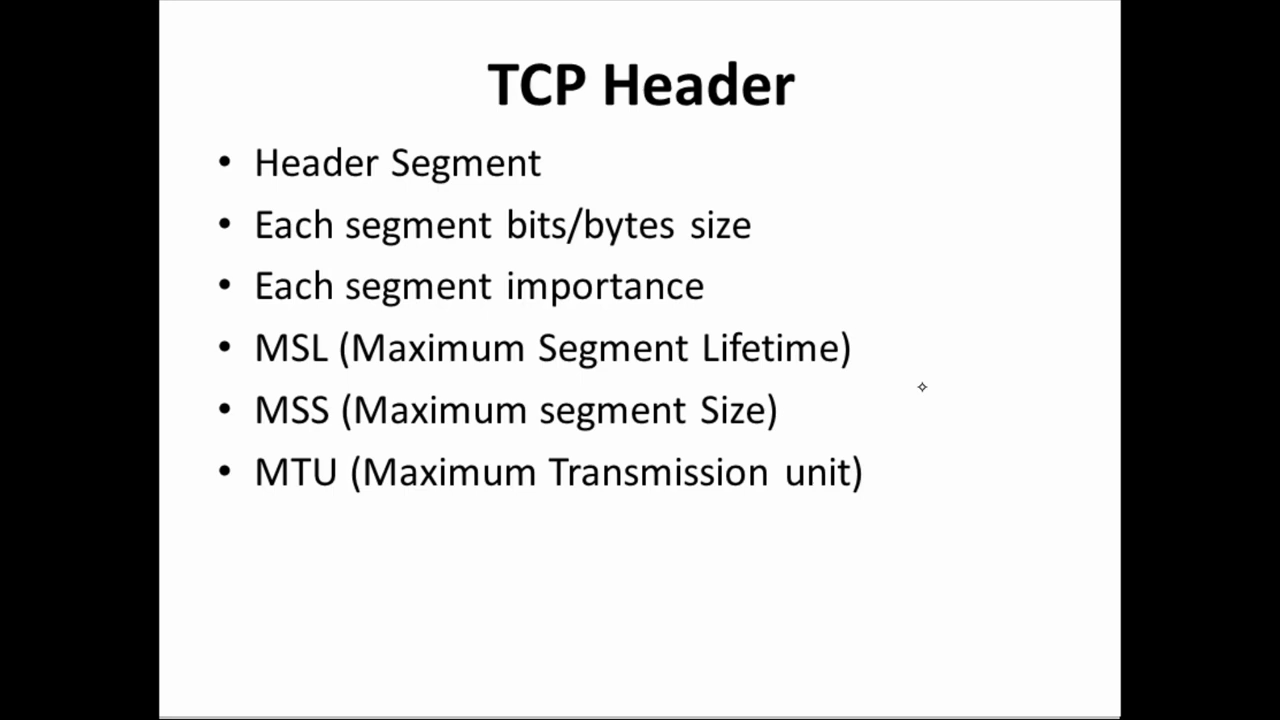 TCP Header
• Header Segment
• Each segment bits/bytes size
• Each segment importance
• MSL (Maximum Segment Lifetime)
• MSS (Maximum segment Size)
• MTU (Maximum Transmission unit)